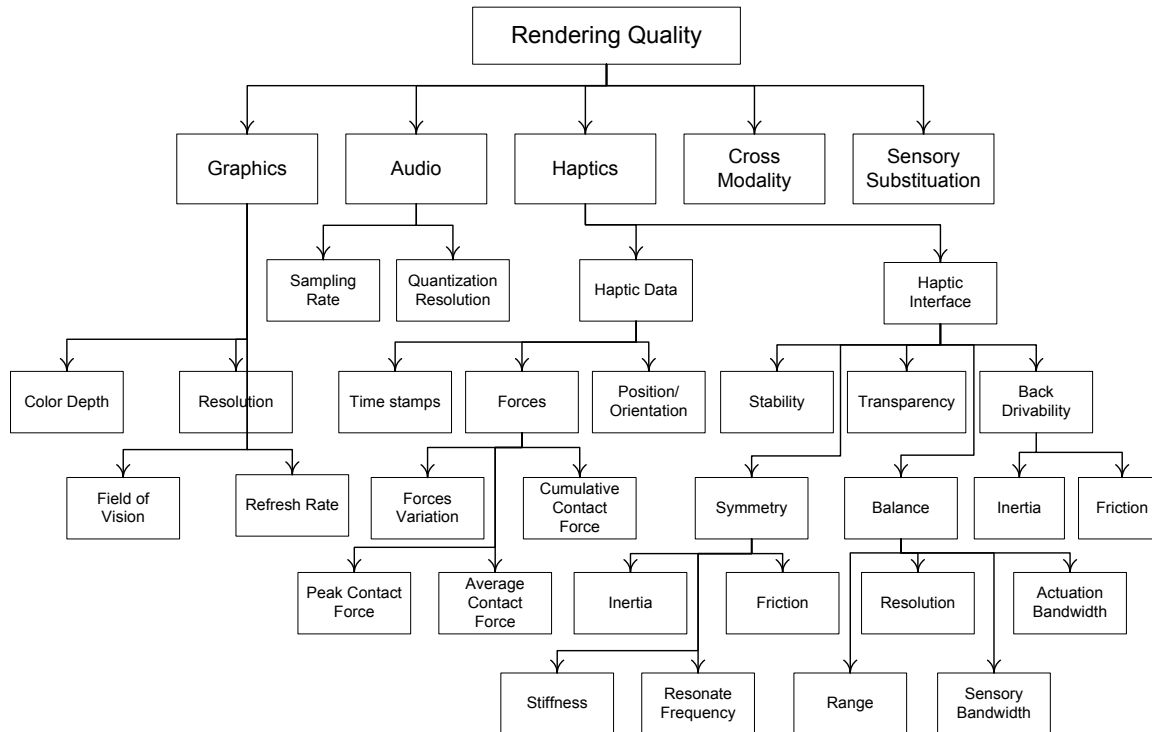 Rendering Quality
Graphics
Audio
Haptics
Cross
Modality
Sensory
Substituation
Sampling
Rate
Quantization
Resolution
Haptic Data
Haptic
Interface
Color Depth
Resolution
Time stamps
Forces
Position/
Orientation
Stability
Transparency
Back
Drivability
Field of
Vision
Refresh Rate
Forces
Variation
Cumulative
Contact
Force
Symmetry
Balance
Inertia
Friction
Peak Contact
Force
Average
Contact
Force
Inertia
Friction
Resolution
Actuation
Bandwidth
Stiffness
Resonate
Frequency
Range
Sensory
Bandwidth